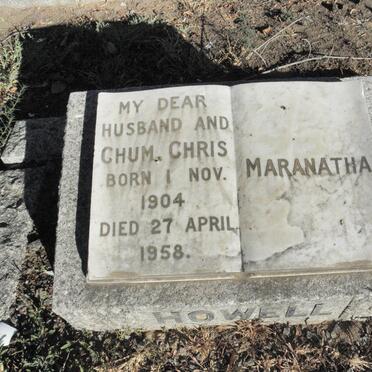 MY DEAR
HUSBAND AND
CHUM. CHRIS
BORN 1 NOV.
1904
DIED 27 APRIL
1958.
MARANATHA
HOWELL